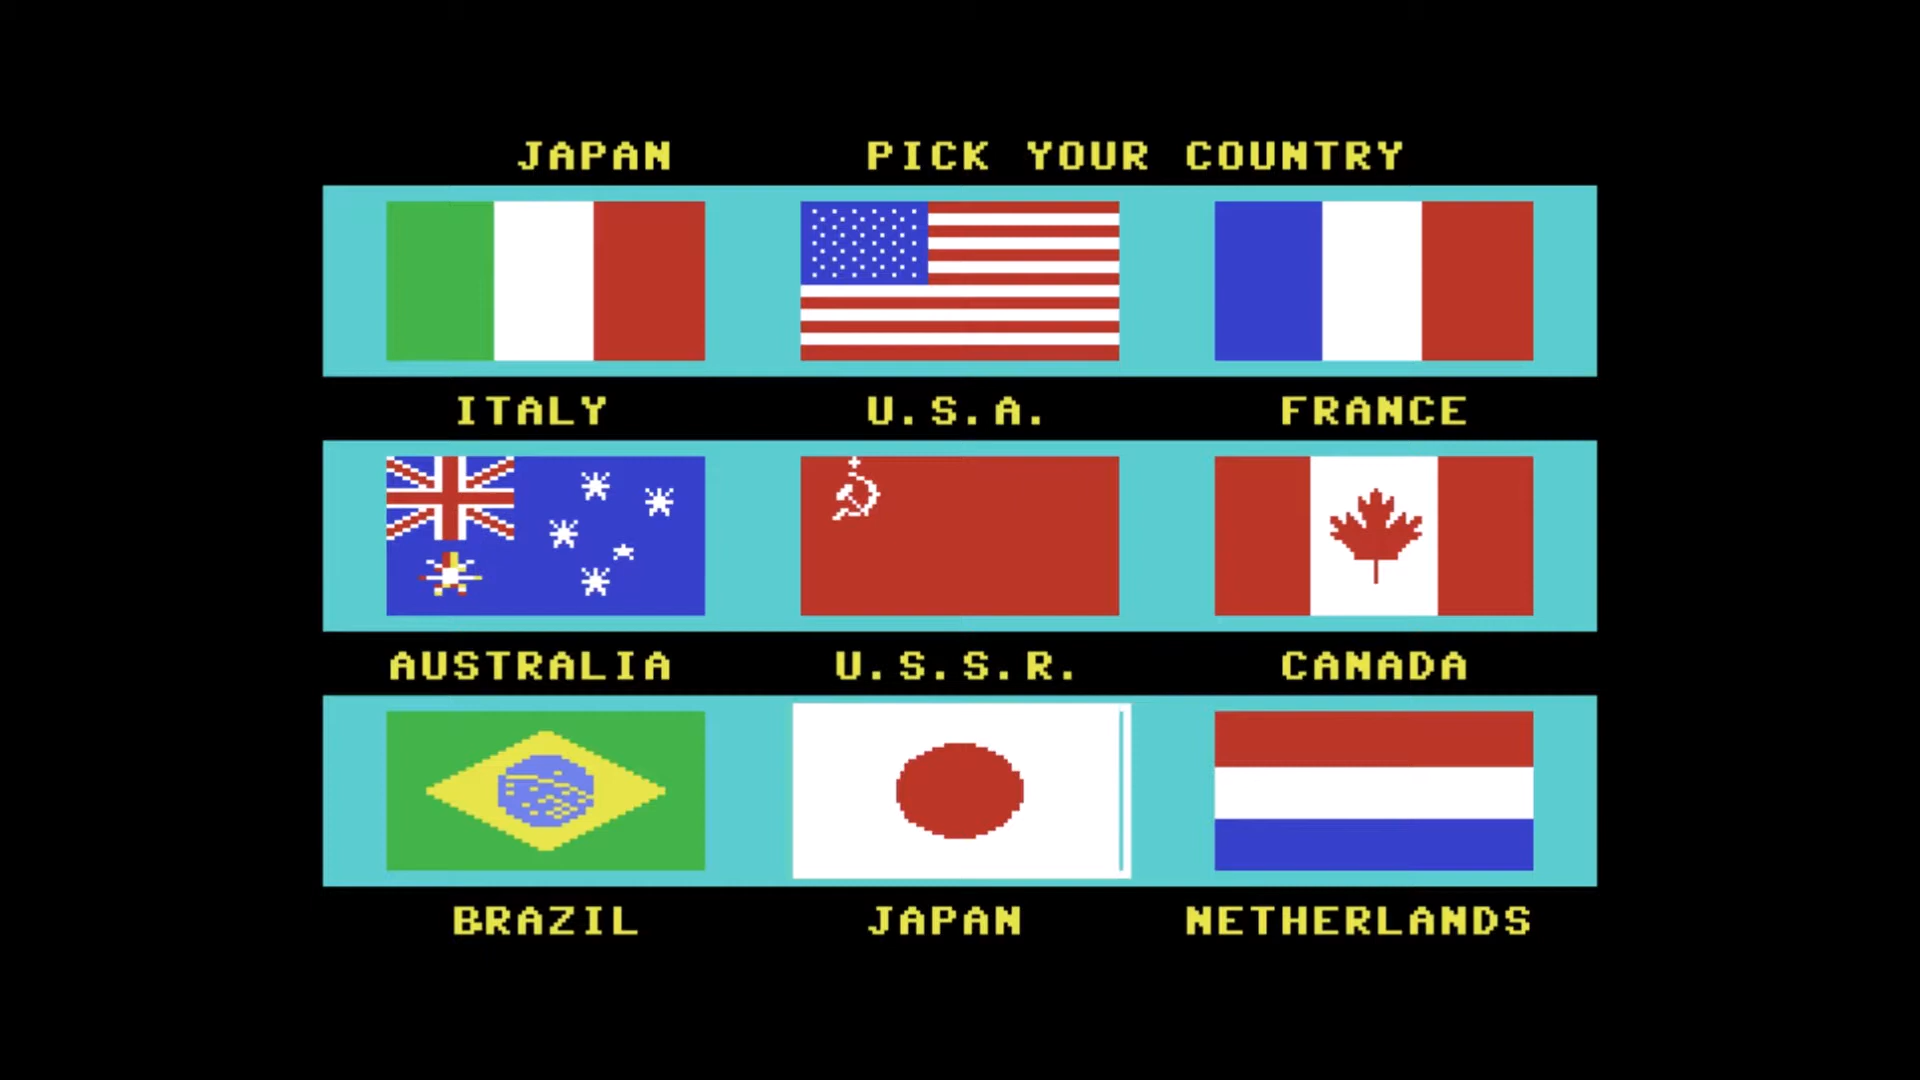 JAPAN PICK YOUR COUNTRY
ITALY U.S.A. FRANCE
AUSTRALIA U.S.S.R. CANADA
BRAZIL JAPAN NETHERLANDS